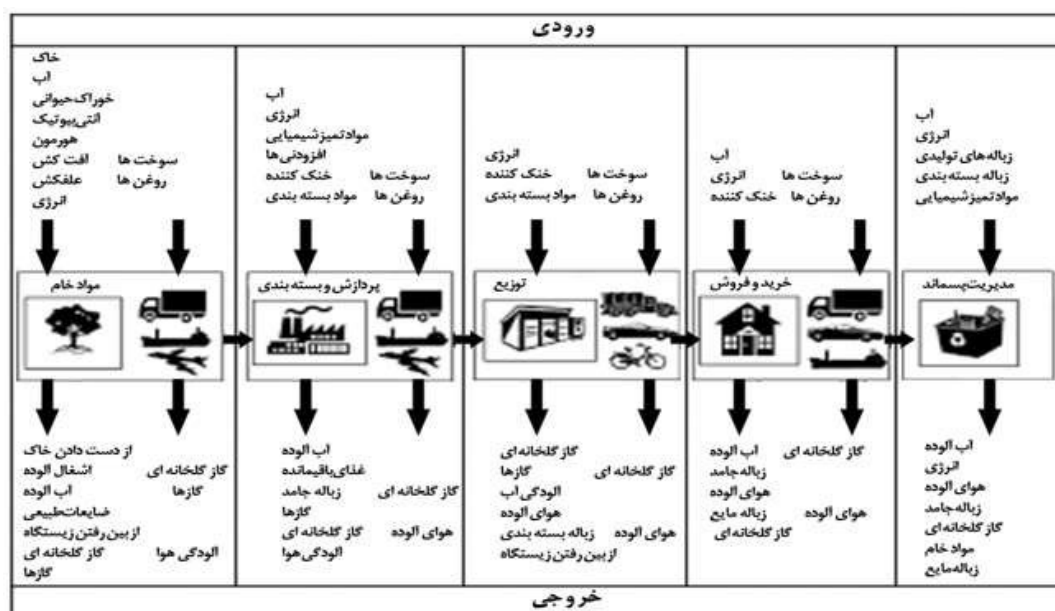 ورودی
خاک
آب
خوراک‌حیوانی
آنتی‌بیوتیک
هورمون
آفت کش
علفکش
انرژی
سوخت ها
روغن ها
آب
انرژی
موادتمیزشیمیایی
افزودنی‌ها
خنک کننده
مواد بسته بندی
سوخت ها
روغن ها
انرژی
خنک کننده
مواد بسته بندی
سوخت ها
روغن ها
آب
انرژی
خنک کننده
سوخت ها
روغن ها
آب
انرژی
زباله های تولیدی
زباله بسته بندی
موادتمیزشیمیایی
مواد خام
پردازش و بسته بندی
توزیع
خرید و فروش
مدیریت‌پسماند
از دست دادن خاک
اشغال آلوده
آب آلوده
ضایعات‌طبیعی
ازبین رفتن زیستگاه
گاز گلخانه ای
گازها
گاز گلخانه ای
گازها
آلودگی هوا
آب آلوده
غذای‌باقیمانده
زباله جامد
گازها
گاز گلخانه ای
آلودگی‌هوا
گاز گلخانه ای
هوای آلوده
گاز گلخانه ای
گازها
آلودگی آب
هوای آلوده
زباله بسته بندی
ازبین رفتن زیستگاه
گاز گلخانه ای
هوای آلوده
آب آلوده
زباله جامد
هوای آلوده
زباله مایع
گاز گلخانه ای
گاز گلخانه ای
هوای آلوده
آب آلوده
انرژی
هوای آلوده
زباله جامد
گاز گلخانه ای
مواد خام
زباله مایع
خروجی